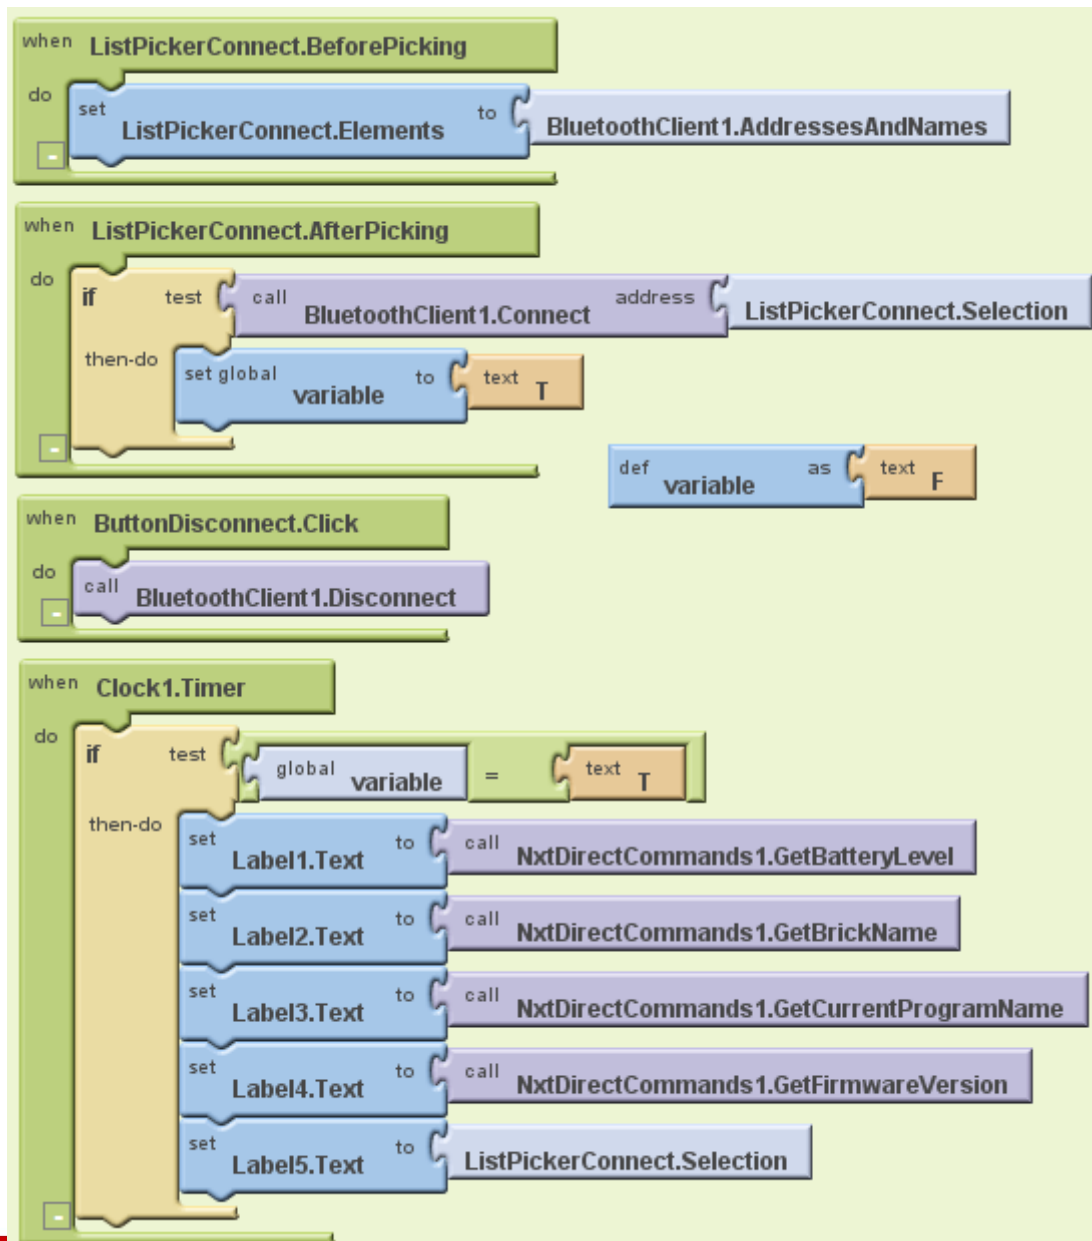 when ListPickerConnect.BeforePicking
do set ListPickerConnect.Elements to BluetoothClient1.AddressesAndNames
-
when ListPickerConnect.AfterPicking
do if test call BluetoothClient1.Connect address ListPickerConnect.Selection
then-do set global variable to text T
-
def variable as text F
when ButtonDisconnect.Click
do call BluetoothClient1.Disconnect
-
when Clock1.Timer
do if test global variable = text T
then-do set Label1.Text to call NxtDirectCommands1.GetBatteryLevel
set Label2.Text to call NxtDirectCommands1.GetBrickName
set Label3.Text to call NxtDirectCommands1.GetCurrentProgramName
set Label4.Text to call NxtDirectCommands1.GetFirmwareVersion
set Label5.Text to ListPickerConnect.Selection
-